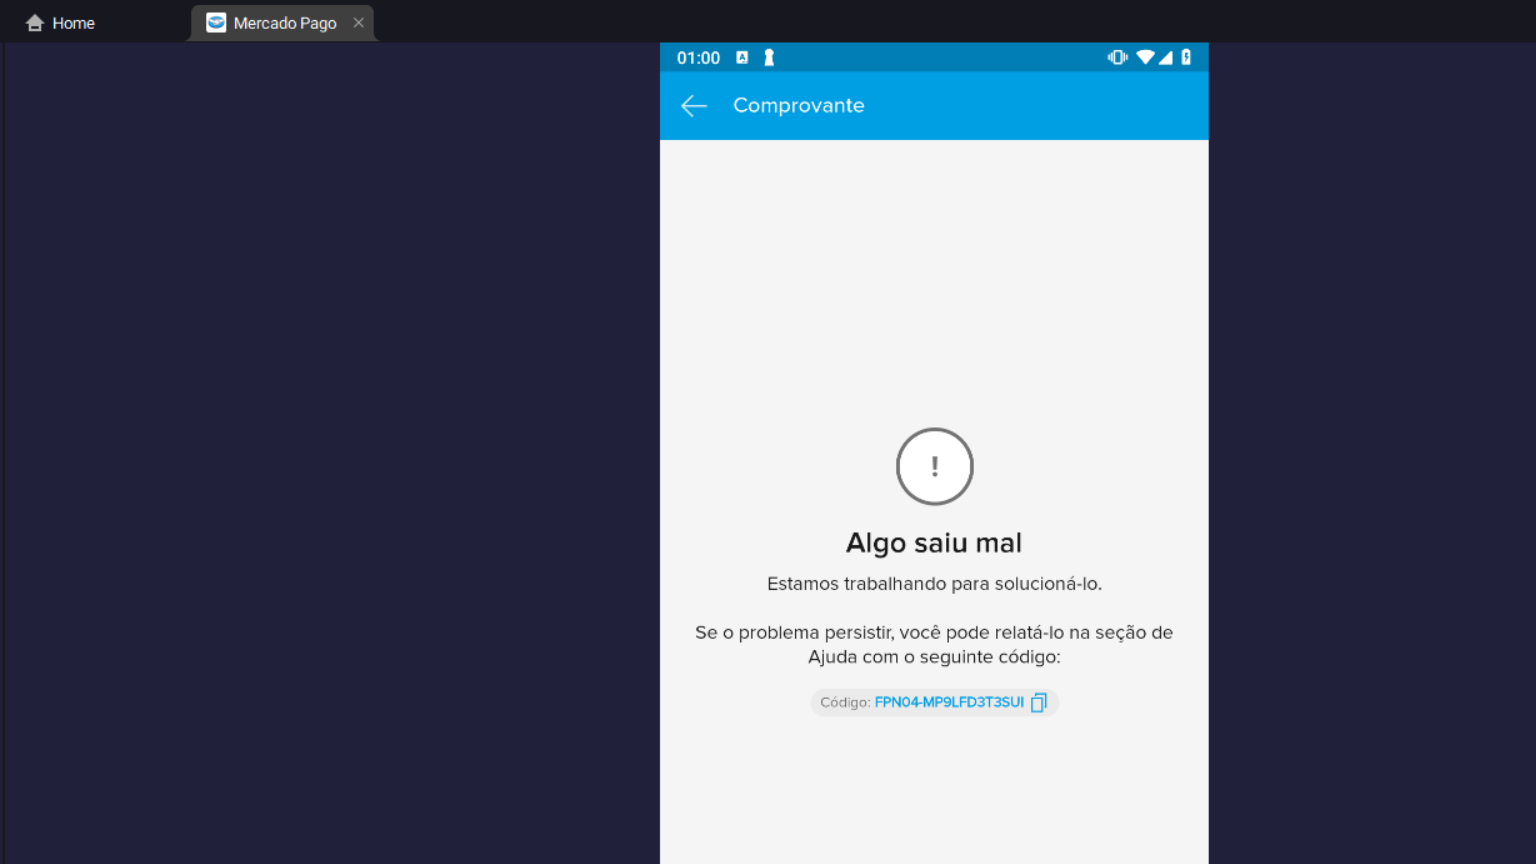 Home
Mercado Pago
01:00
Comprovante
!
Algo saiu mal
Estamos trabalhando para solucioná-lo.
Se o problema persistir, você pode relatá-lo na seção de
Ajuda com o seguinte código:
Código: FPN04-MP9LFD3T3SUI